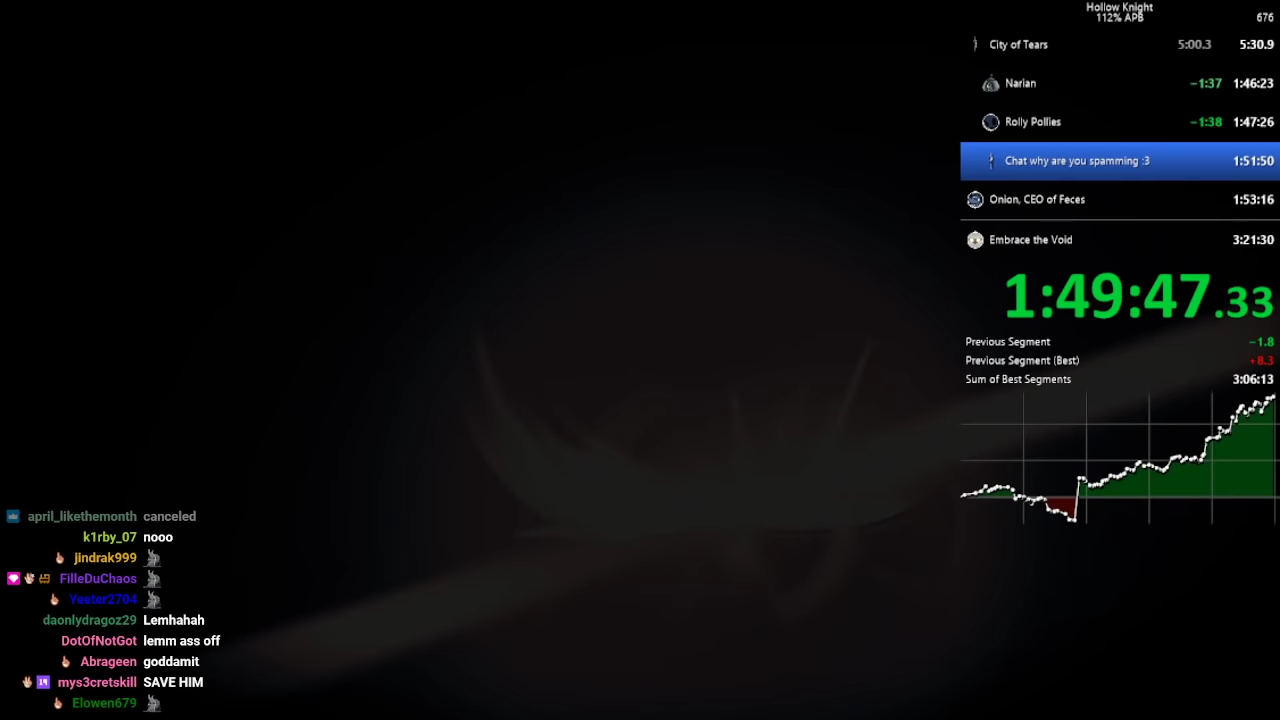 Hollow Knight
112% APB 676
City of Tears 5:00.3 5:30.9
Narian −1:37 1:46:23
Rolly Pollies −1:38 1:47:26
Chat why are you spamming :3 1:51:50
Onion, CEO of Feces 1:53:16
Embrace the Void 3:21:30
1:49:47.33
Previous Segment −1.8
Previous Segment (Best) +8.3
Sum of Best Segments 3:06:13
april_likethemonth canceled
k1rby_07 nooo
jindrak999
FilleDuChaos
Yeeter2704
daonlydragoz29 Lemhahah
DotOfNotGot lemm ass off
Abrageen goddamit
mys3cretskill SAVE HIM
Elowen679